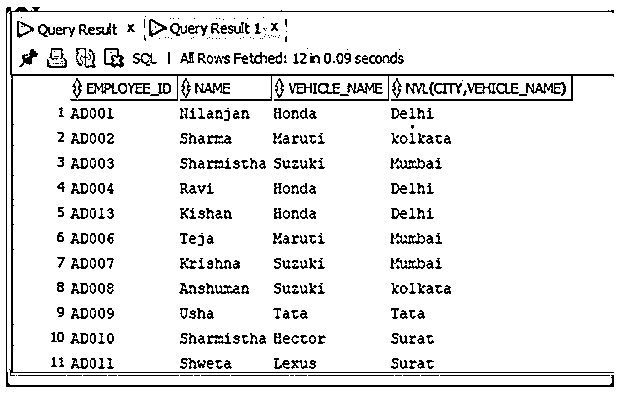 Query Result x Query Result 1 x
SQL | All Rows Fetched: 12 in 0.09 seconds
EMPLOYEE_ID NAME VEHICLE_NAME NVL(CITY,VEHICLE_NAME)
1 AD001 Nilanjan Honda Delhi
2 AD002 Sharma Maruti kolkata
3 AD003 Sharmistha Suzuki Mumbai
4 AD004 Ravi Honda Delhi
5 AD013 Kishan Honda Delhi
6 AD006 Teja Maruti Mumbai
7 AD007 Krishna Suzuki Mumbai
8 AD008 Anshuman Suzuki kolkata
9 AD009 Usha Tata Tata
10 AD010 Sharmistha Hector Surat
11 AD011 Shweta Lexus Surat